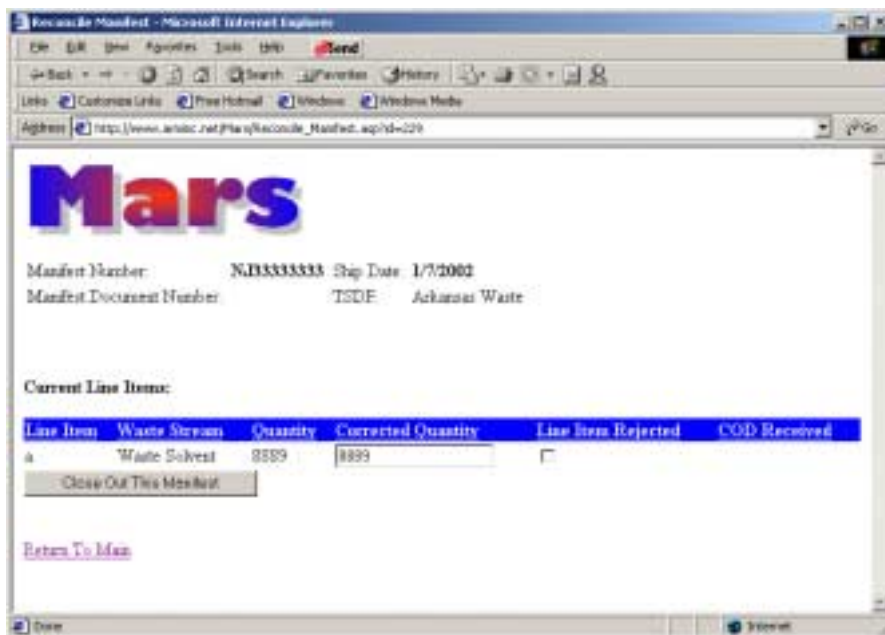 Reconcile Manifest - Microsoft Internet Explorer
File Edit View Favorites Tools Help Send
Back Search Favorites History
Links Customize Links Free Hotmail Windows Windows Media
Address Go
Mars
Manifest Number NJ33333333 Ship Date 1/7/2002
Manifest Document Number TSDF Arkansas Waste
Current Line Items:
Line Item Waste Stream Quantity Corrected Quantity Line Item Rejected COD Received
a Waste Solvent 8889
Close Out This Manifest
Return To Main
Done Internet